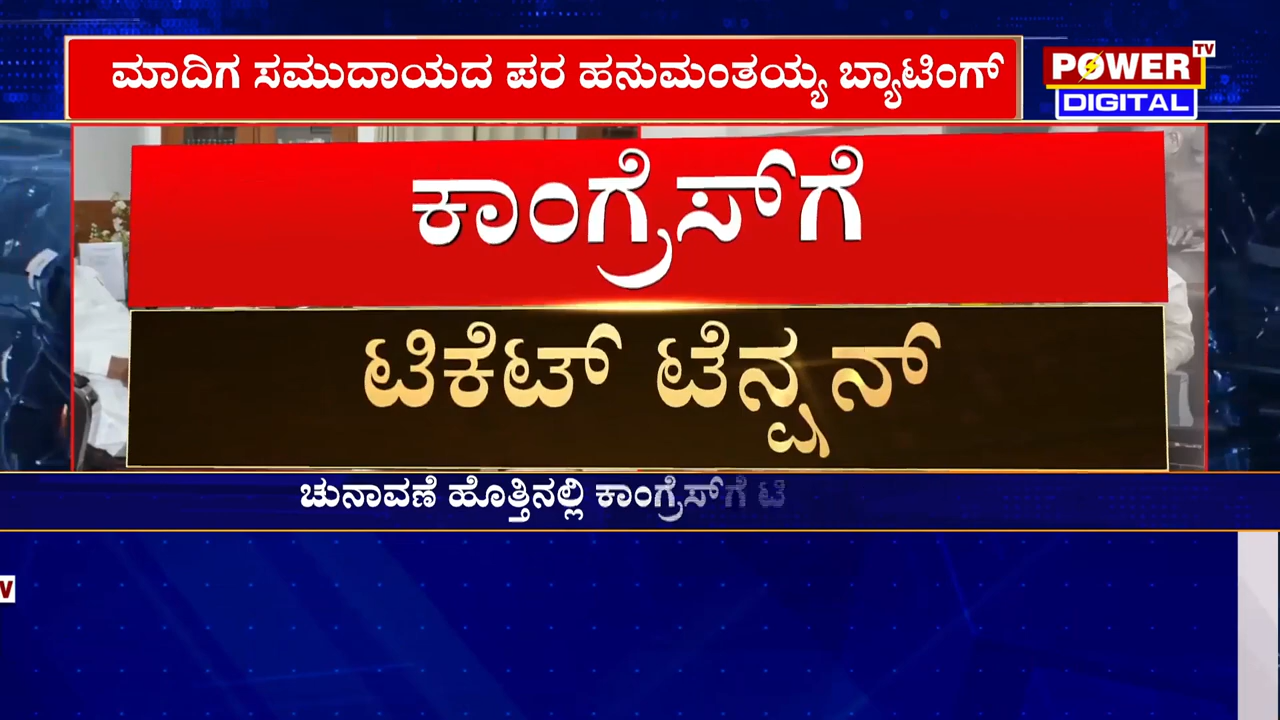 ಮಾದಿಗ ಸಮುದಾಯದ ಪರ ಹನುಮಂತಯ್ಯ ಬ್ಯಾಟಿಂಗ್
POWER TV
DIGITAL
ಕಾಂಗ್ರೆಸ್‌ಗೆ
ಟಿಕೆಟ್ ಟೆನ್ಷನ್
ಚುನಾವಣೆ ಹೊತ್ತಿನಲ್ಲಿ ಕಾಂಗ್ರೆಸ್‌ಗೆ ಟಿ
V